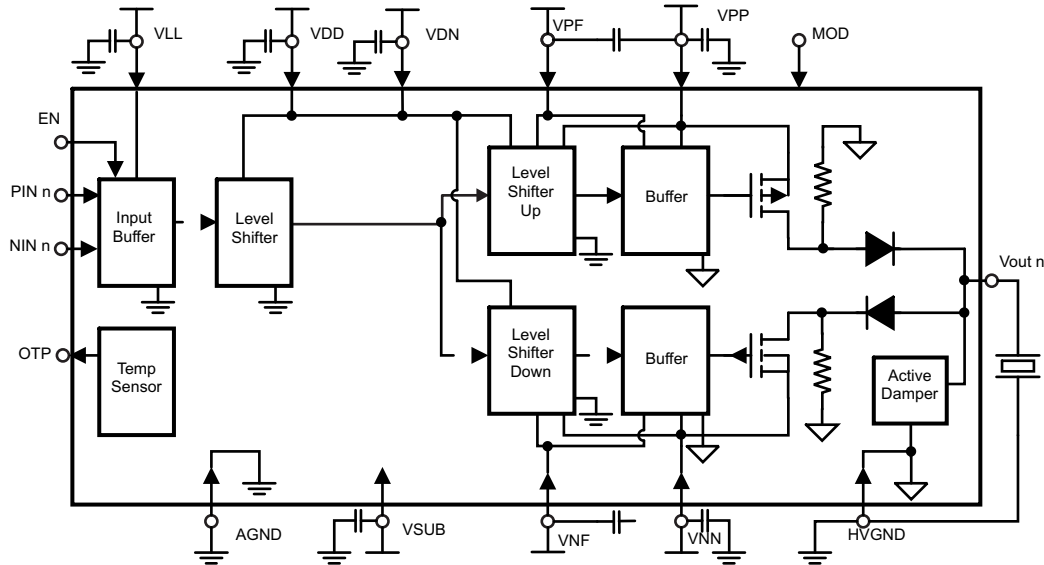 VLL
VDD
VDN
VPF
VPP
MOD
EN
PIN n
NIN n
Input
Buffer
Level
Shifter
Level
Shifter
Up
Buffer
Vout n
OTP
Temp
Sensor
Level
Shifter
Down
Buffer
Active
Damper
AGND
VSUB
VNF
VNN
HVGND